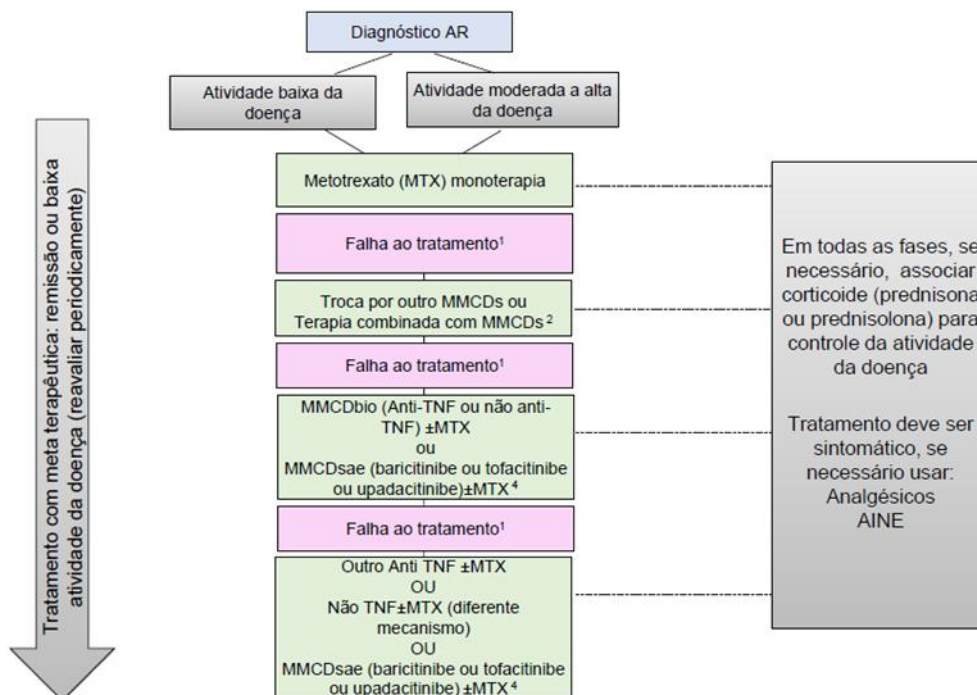 Diagnóstico AR
Atividade baixa da
doença
Atividade moderada a alta
da doença
Tratamento com meta terapêutica: remissão ou baixa
atividade da doença (reavaliar periodicamente)
Metotrexato (MTX) monoterapia
Falha ao tratamento¹
Troca por outro MMCDs ou
Terapia combinada com MMCDs ²
Falha ao tratamento¹
MMCDbio (Anti-TNF ou não anti-
TNF) ±MTX
ou
MMCDsae (baricitinibe ou tofacitinibe
ou upadacitinibe)±MTX ⁴
Falha ao tratamento¹
Outro Anti TNF ±MTX
OU
Não TNF±MTX (diferente
mecanismo)
OU
MMCDsae (baricitinibe ou tofacitinibe
ou upadacitinibe) ±MTX ⁴
Em todas as fases, se
necessário, associar
corticoide (prednisona
ou prednisolona) para
controle da atividade
da doença
Tratamento deve ser
sintomático, se
necessário usar:
Analgésicos
AINE